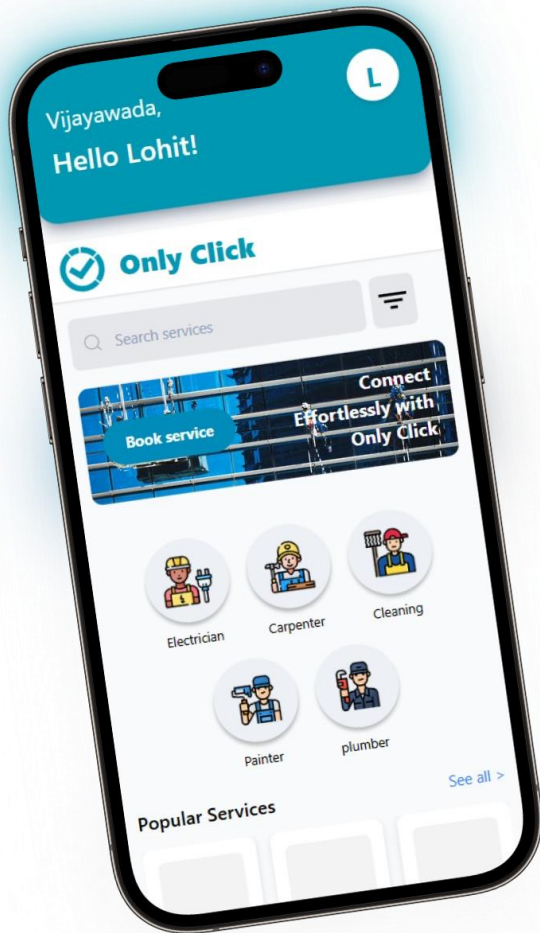 Vijayawada,
L
Hello Lohit!
Only Click
Search services
Book service
Connect
Effortlessly with
Only Click
Electrician
Carpenter
Cleaning
Painter
plumber
Popular Services
See all >